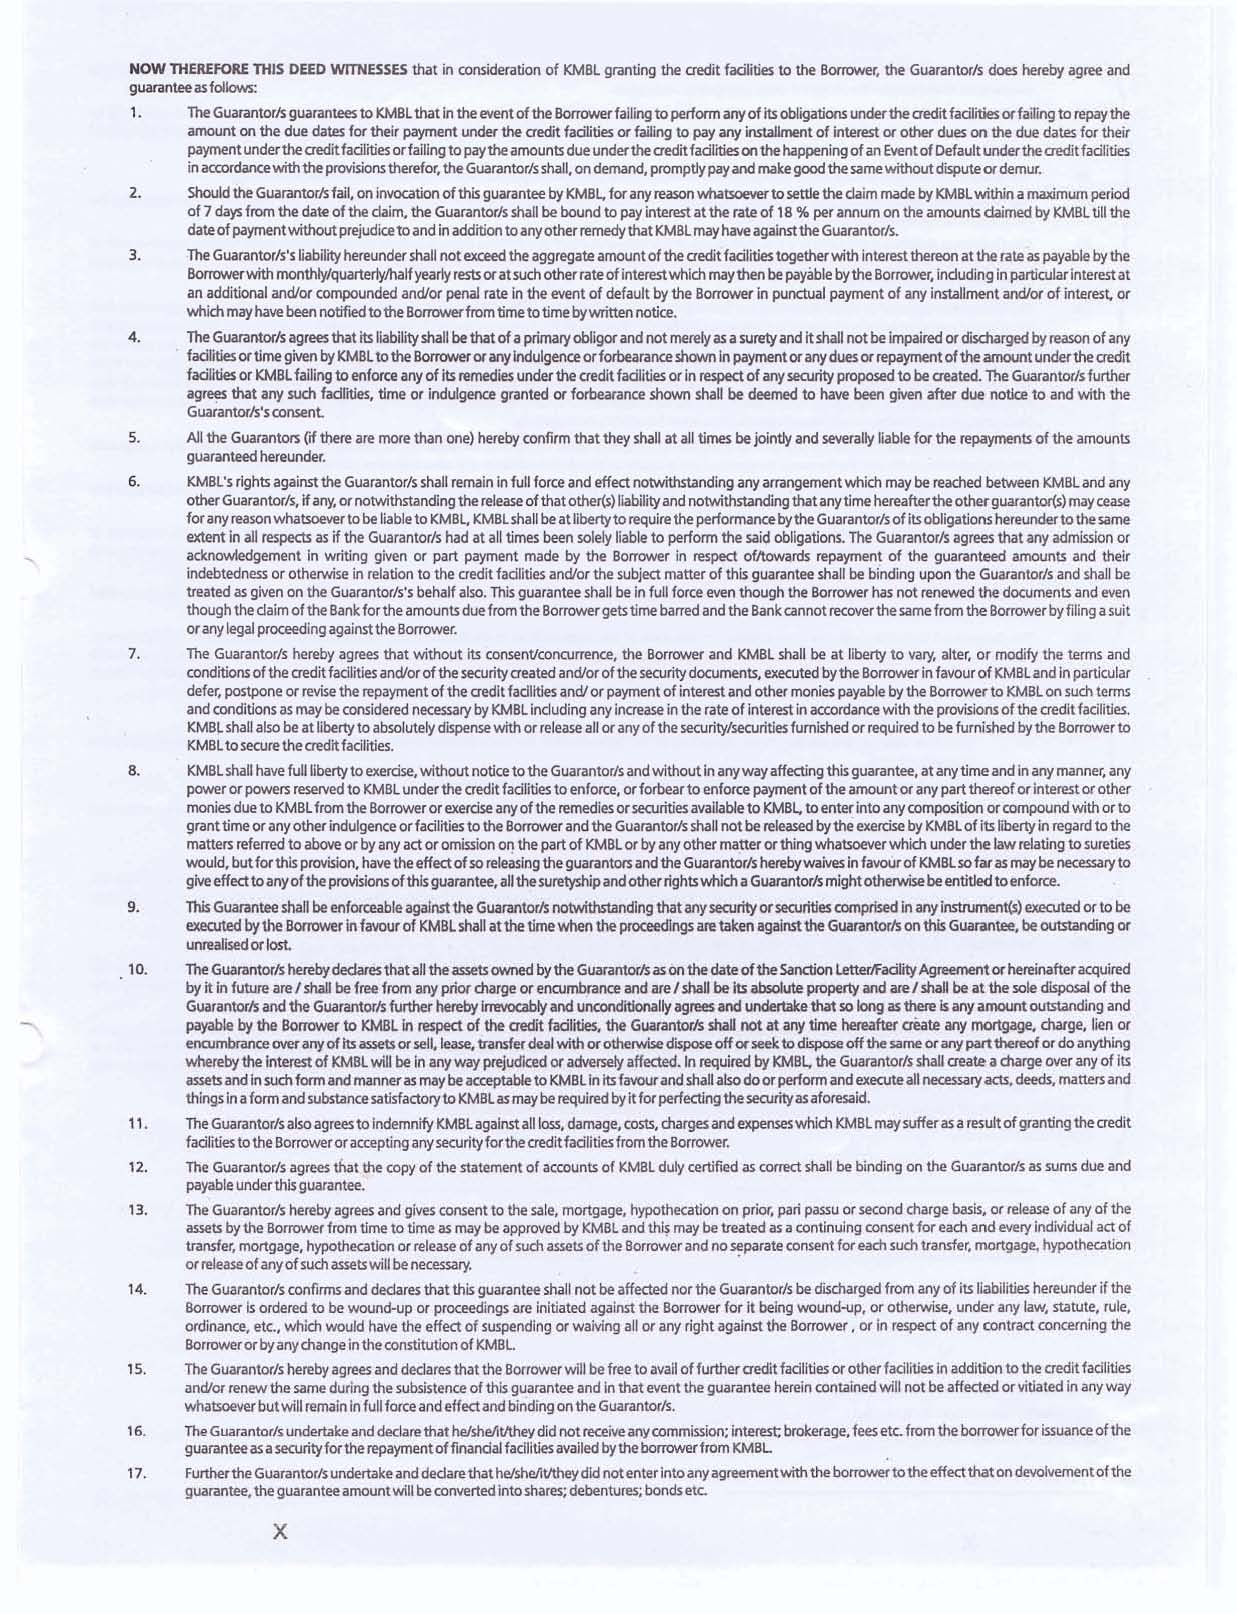 NOW THEREFORE THIS DEED WITNESSES that in consideration of KMBL granting the credit facilities to the Borrower, the Guarantor/s does hereby agree and
guarantee as follows:
1. The Guarantor/s guarantees to KMBL that in the event of the Borrower failing to perform any of its obligations under the credit facilities or failing to repay the
amount on the due dates for their payment under the credit facilities or failing to pay any installment of interest or other dues on the due dates for their
payment under the credit facilities or failing to pay the amounts due under the credit facilities on the happening of an Event of Default under the credit facilities
in accordance with the provisions therefor, the Guarantor/s shall, on demand, promptly pay and make good the same without dispute or demur.
2. Should the Guarantor/s fail, on invocation of this guarantee by KMBL, for any reason whatsoever to settle the claim made by KMBL within a maximum period
of 7 days from the date of the claim, the Guarantor/s shall be bound to pay interest at the rate of 18 % per annum on the amounts claimed by KMBL till the
date of payment without prejudice to and in addition to any other remedy that KMBL may have against the Guarantor/s.
3. The Guarantor/s's liability hereunder shall not exceed the aggregate amount of the credit facilities together with interest thereon at the rate as payable by the
Borrower with monthly/quarterly/half yearly rests or at such other rate of interest which may then be payable by the Borrower, including in particular interest at
an additional and/or compounded and/or penal rate in the event of default by the Borrower in punctual payment of any installment and/or of interest, or
which may have been notified to the Borrower from time to time by written notice.
4. The Guarantor/s agrees that its liability shall be that of a primary obligor and not merely as a surety and it shall not be impaired or discharged by reason of any
facilities or time given by KMBL to the Borrower or any indulgence or forbearance shown in payment or any dues or repayment of the amount under the credit
facilities or KMBL failing to enforce any of its remedies under the credit facilities or in respect of any security proposed to be created. The Guarantor/s further
agrees that any such facilities, time or indulgence granted or forbearance shown shall be deemed to have been given after due notice to and with the
Guarantor/s's consent.
5. All the Guarantors (if there are more than one) hereby confirm that they shall at all times be jointly and severally liable for the repayments of the amounts
guaranteed hereunder.
6. KMBL's rights against the Guarantor/s shall remain in full force and effect notwithstanding any arrangement which may be reached between KMBL and any
other Guarantor/s, if any, or notwithstanding the release of that other(s) liability and notwithstanding that any time hereafter the other guarantor(s) may cease
for any reason whatsoever to be liable to KMBL, KMBL shall be at liberty to require the performance by the Guarantor/s of its obligations hereunder to the same
extent in all respects as if the Guarantor/s had at all times been solely liable to perform the said obligations. The Guarantor/s agrees that any admission or
acknowledgement in writing given or part payment made by the Borrower in respect of/towards repayment of the guaranteed amounts and their
indebtedness or otherwise in relation to the credit facilities and/or the subject matter of this guarantee shall be binding upon the Guarantor/s and shall be
treated as given on the Guarantor/s's behalf also. This guarantee shall be in full force even though the Borrower has not renewed the documents and even
though the claim of the Bank for the amounts due from the Borrower gets time barred and the Bank cannot recover the same from the Borrower by filing a suit
or any legal proceeding against the Borrower.
7. The Guarantor/s hereby agrees that without its consent/concurrence, the Borrower and KMBL shall be at liberty to vary, alter, or modify the terms and
conditions of the credit facilities and/or of the security created and/or of the security documents, executed by the Borrower in favour of KMBL and in particular
defer, postpone or revise the repayment of the credit facilities and/ or payment of interest and other monies payable by the Borrower to KMBL on such terms
and conditions as may be considered necessary by KMBL including any increase in the rate of interest in accordance with the provisions of the credit facilities.
KMBL shall also be at liberty to absolutely dispense with or release all or any of the security/securities furnished or required to be furnished by the Borrower to
KMBL to secure the credit facilities.
8. KMBL shall have full liberty to exercise, without notice to the Guarantor/s and without in any way affecting this guarantee, at any time and in any manner, any
power or powers reserved to KMBL under the credit facilities to enforce, or forbear to enforce payment of the amount or any part thereof or interest or other
monies due to KMBL from the Borrower or exercise any of the remedies or securities available to KMBL, to enter into any composition or compound with or to
grant time or any other indulgence or facilities to the Borrower and the Guarantor/s shall not be released by the exercise by KMBL of its liberty in regard to the
matters referred to above or by any act or omission on the part of KMBL or by any other matter or thing whatsoever which under the law relating to sureties
would, but for this provision, have the effect of so releasing the guarantors and the Guarantor/s hereby waives in favour of KMBL so far as may be necessary to
give effect to any of the provisions of this guarantee, all the suretyship and other rights which a Guarantor/s might otherwise be entitled to enforce.
9. This Guarantee shall be enforceable against the Guarantor/s notwithstanding that any security or securities comprised in any instrument(s) executed or to be
executed by the Borrower in favour of KMBL shall at the time when the proceedings are taken against the Guarantor/s on this Guarantee, be outstanding or
unrealised or lost.
10. The Guarantor/s hereby declares that all the assets owned by the Guarantor/s as on the date of the Sanction Letter/Facility Agreement or hereinafter acquired
by it in future are / shall be free from any prior charge or encumbrance and are / shall be its absolute property and are / shall be at the sole disposal of the
Guarantor/s and the Guarantor/s further hereby irrevocably and unconditionally agrees and undertake that so long as there is any amount outstanding and
payable by the Borrower to KMBL in respect of the credit facilities, the Guarantor/s shall not at any time hereafter create any mortgage, charge, lien or
encumbrance over any of its assets or sell, lease, transfer deal with or otherwise dispose off or seek to dispose off the same or any part thereof or do anything
whereby the interest of KMBL will be in any way prejudiced or adversely affected. In required by KMBL, the Guarantor/s shall create a charge over any of its
assets and in such form and manner as may be acceptable to KMBL in its favour and shall also do or perform and execute all necessary acts, deeds, matters and
things in a form and substance satisfactory to KMBL as may be required by it for perfecting the security as aforesaid.
11. The Guarantor/s also agrees to indemnify KMBL against all loss, damage, costs, charges and expenses which KMBL may suffer as a result of granting the credit
facilities to the Borrower or accepting any security for the credit facilities from the Borrower.
12. The Guarantor/s agrees that the copy of the statement of accounts of KMBL duly certified as correct shall be binding on the Guarantor/s as sums due and
payable under this guarantee.
13. The Guarantor/s hereby agrees and gives consent to the sale, mortgage, hypothecation on prior, pari passu or second charge basis, or release of any of the
assets by the Borrower from time to time as may be approved by KMBL and this may be treated as a continuing consent for each and every individual act of
transfer, mortgage, hypothecation or release of any of such assets of the Borrower and no separate consent for each such transfer, mortgage, hypothecation
or release of any of such assets will be necessary.
14. The Guarantor/s confirms and declares that this guarantee shall not be affected nor the Guarantor/s be discharged from any of its liabilities hereunder if the
Borrower is ordered to be wound-up or proceedings are initiated against the Borrower for it being wound-up, or otherwise, under any law, statute, rule,
ordinance, etc., which would have the effect of suspending or waiving all or any right against the Borrower , or in respect of any contract concerning the
Borrower or by any change in the constitution of KMBL.
15. The Guarantor/s hereby agrees and declares that the Borrower will be free to avail of further credit facilities or other facilities in addition to the credit facilities
and/or renew the same during the subsistence of this guarantee and in that event the guarantee herein contained will not be affected or vitiated in any way
whatsoever but will remain in full force and effect and binding on the Guarantor/s.
16. The Guarantor/s undertake and declare that he/she/it/they did not receive any commission; interest; brokerage, fees etc. from the borrower for issuance of the
guarantee as a security for the repayment of financial facilities availed by the borrower from KMBL.
17. Further the Guarantor/s undertake and declare that he/she/it/they did not enter into any agreement with the borrower to the effect that on devolvement of the
guarantee, the guarantee amount will be converted into shares; debentures; bonds etc.
X